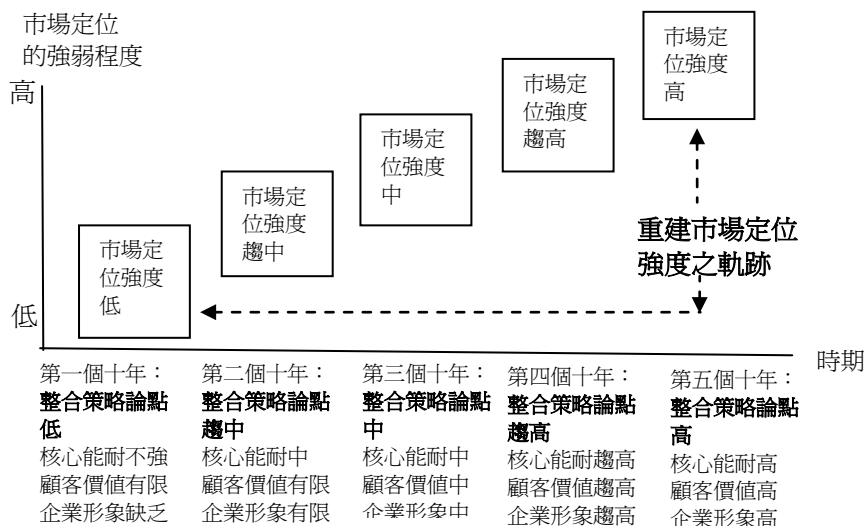 市場定位
的強弱程度
高
低
市場定
位強度
低
市場定
位強度
趨中
市場定
位強度
中
市場定
位強度
趨高
市場定
位強度
高
重建市場定位
強度之軌跡
時期
第一個十年：
整合策略論點
低
核心能耐不強
顧客價值有限
企業形象缺乏
第二個十年：
整合策略論點
趨中
核心能耐中
顧客價值有限
企業形象有限
第三個十年：
整合策略論點
中
核心能耐中
顧客價值中
企業形象中
第四個十年：
整合策略論點
趨高
核心能耐趨高
顧客價值趨高
企業形象趨高
第五個十年：
整合策略論點
高
核心能耐高
顧客價值高
企業形象高